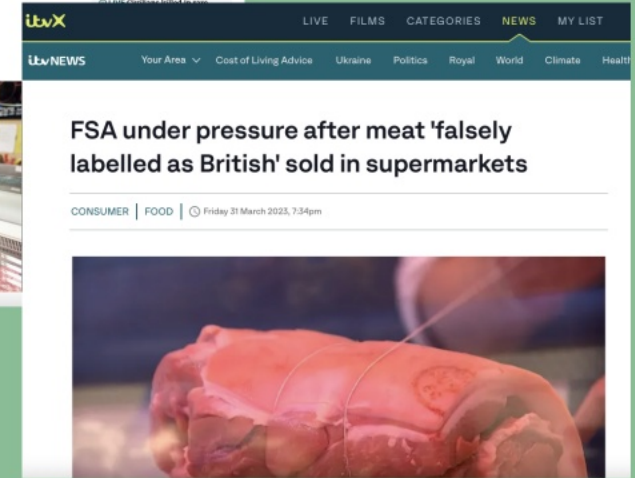 itvX
LIVE FILMS CATEGORIES NEWS MY LIST
itv NEWS Your Area Cost of Living Advice Ukraine Politics Royal World Climate Health
FSA under pressure after meat 'falsely
labelled as British' sold in supermarkets
CONSUMER FOOD Friday 31 March 2023, 7:34pm